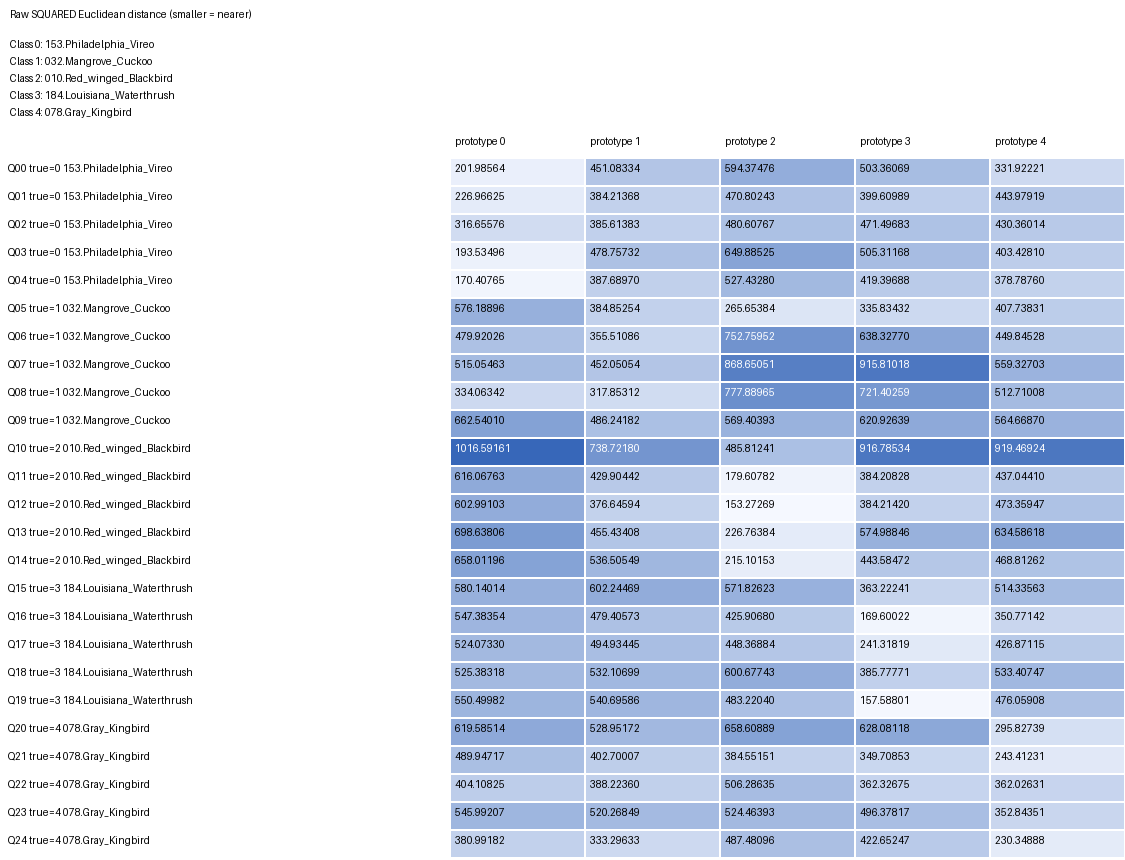 Raw SQUARED Euclidean distance (smaller = nearer)
Class 0: 153.Philadelphia_Vireo
Class 1: 032.Mangrove_Cuckoo
Class 2: 010.Red_winged_Blackbird
Class 3: 184.Louisiana_Waterthrush
Class 4: 078.Gray_Kingbird
prototype 0 prototype 1 prototype 2 prototype 3 prototype 4
Q00 true=0 153.Philadelphia_Vireo 201.98564 451.08334 594.37476 503.36069 331.92221
Q01 true=0 153.Philadelphia_Vireo 226.96625 384.21368 470.80243 399.60989 443.97919
Q02 true=0 153.Philadelphia_Vireo 316.65576 385.61383 480.60767 471.49683 430.36014
Q03 true=0 153.Philadelphia_Vireo 193.53496 478.75732 649.88525 505.31168 403.42810
Q04 true=0 153.Philadelphia_Vireo 170.40765 387.68970 527.43280 419.39688 378.78760
Q05 true=1 032.Mangrove_Cuckoo 576.18896 384.85254 265.65384 335.83432 407.73831
Q06 true=1 032.Mangrove_Cuckoo 479.92026 355.51086 752.75952 638.32770 449.84528
Q07 true=1 032.Mangrove_Cuckoo 515.05463 452.05054 868.65051 915.81018 559.32703
Q08 true=1 032.Mangrove_Cuckoo 334.06342 317.85312 777.88965 721.40259 512.71008
Q09 true=1 032.Mangrove_Cuckoo 662.54010 486.24182 569.40393 620.92639 564.66870
Q10 true=2 010.Red_winged_Blackbird 1016.59161 738.72180 485.81241 916.78534 919.46924
Q11 true=2 010.Red_winged_Blackbird 616.06763 429.90442 179.60782 384.20828 437.04410
Q12 true=2 010.Red_winged_Blackbird 602.99103 376.64594 153.27269 384.21420 473.35947
Q13 true=2 010.Red_winged_Blackbird 698.63806 455.43408 226.76384 574.98846 634.58618
Q14 true=2 010.Red_winged_Blackbird 658.01196 536.50549 215.10153 443.58472 468.81262
Q15 true=3 184.Louisiana_Waterthrush 580.14014 602.24469 571.82623 363.22241 514.33563
Q16 true=3 184.Louisiana_Waterthrush 547.38354 479.40573 425.90680 169.60022 350.77142
Q17 true=3 184.Louisiana_Waterthrush 524.07330 494.93445 448.36884 241.31819 426.87115
Q18 true=3 184.Louisiana_Waterthrush 525.38318 532.10699 600.67743 385.77771 533.40747
Q19 true=3 184.Louisiana_Waterthrush 550.49982 540.69586 483.22040 157.58801 476.05908
Q20 true=4 078.Gray_Kingbird 619.58514 528.95172 658.60889 628.08118 295.82739
Q21 true=4 078.Gray_Kingbird 489.94717 402.70007 384.55151 349.70853 243.41231
Q22 true=4 078.Gray_Kingbird 404.10825 388.22360 506.28635 362.32675 362.02631
Q23 true=4 078.Gray_Kingbird 545.99207 520.26849 524.46393 496.37817 352.84351
Q24 true=4 078.Gray_Kingbird 380.99182 333.29633 487.48096 422.65247 230.34888